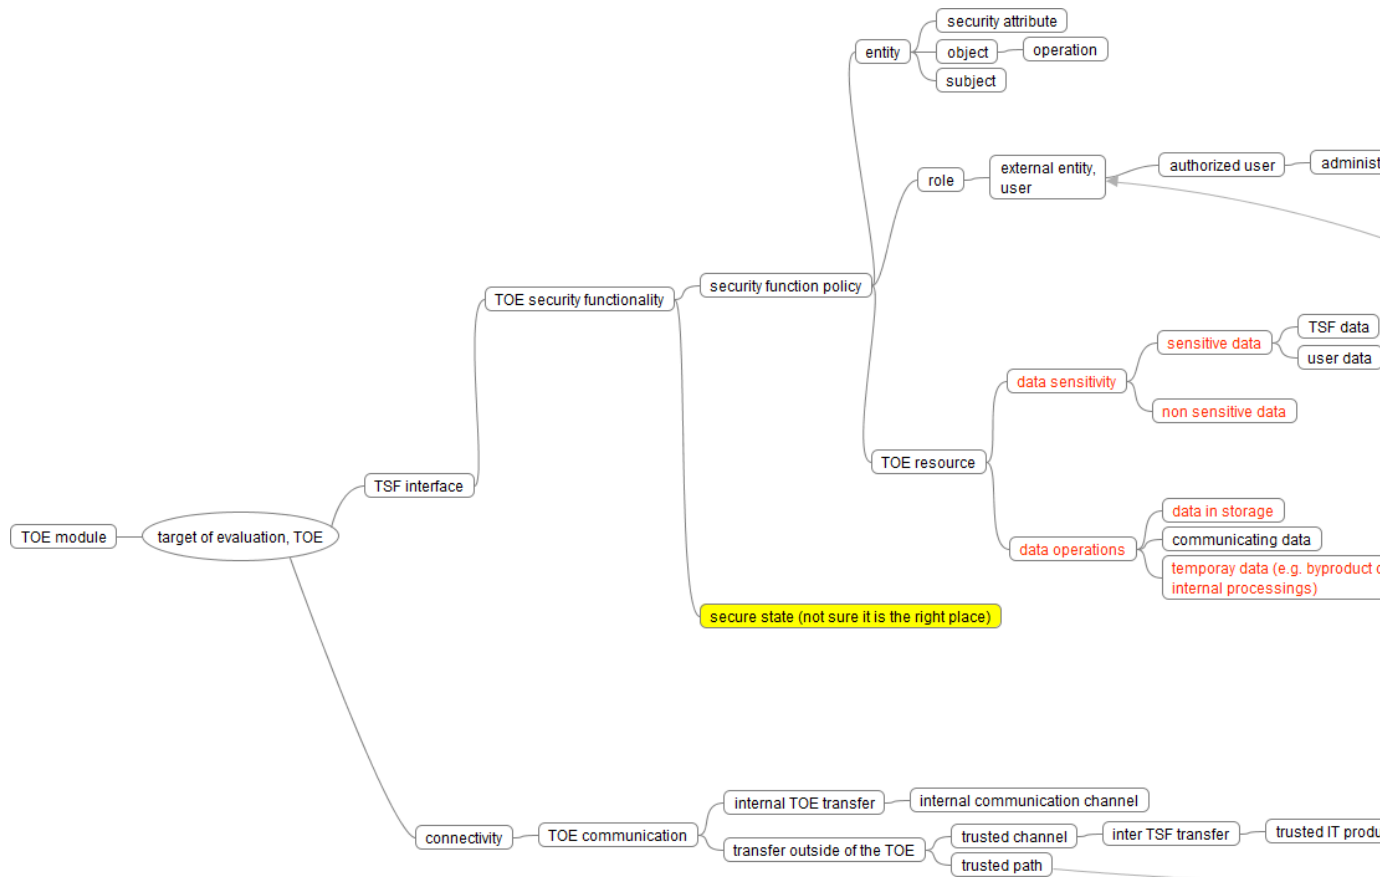 security attribute
entity
object
operation
subject
external entity,
user
authorized user
administ
role
security function policy
TOE security functionality
TSF data
sensitive data
user data
data sensitivity
non sensitive data
TOE resource
TSF interface
data in storage
TOE module
target of evaluation, TOE
communicating data
data operations
temporay data (e.g. byproduct
internal processings)
secure state (not sure it is the right place)
internal TOE transfer
internal communication channel
connectivity
TOE communication
trusted channel
inter TSF transfer
trusted IT produ
transfer outside of the TOE
trusted path